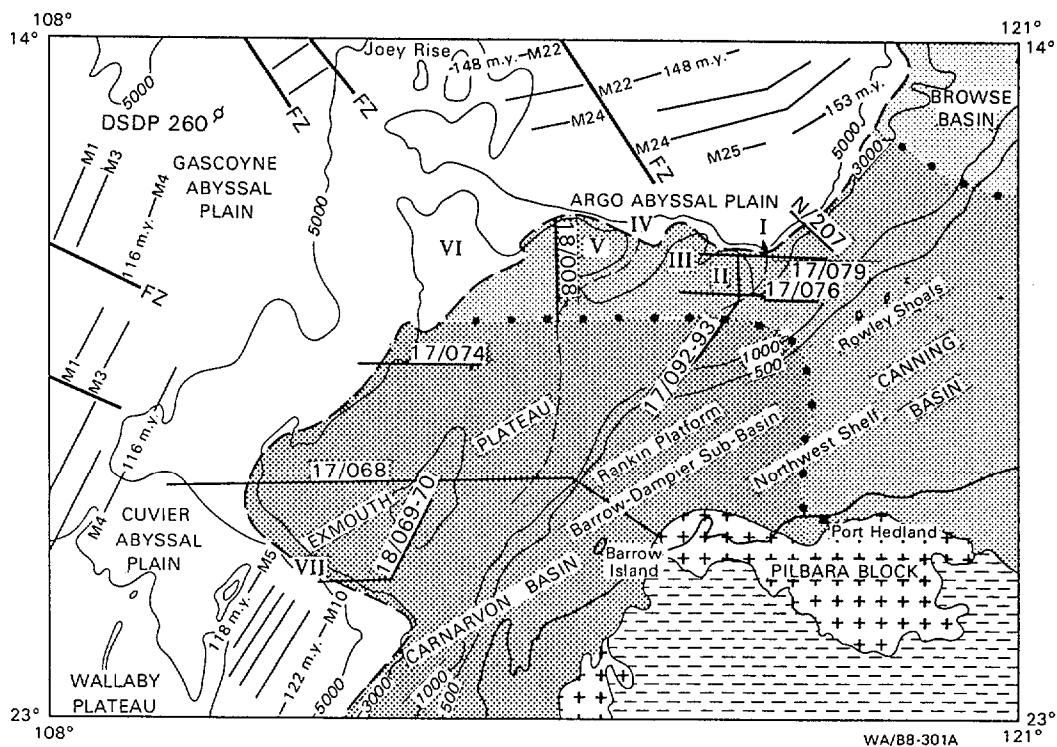 108°
121°
14°
14°
Joey Rise
148 m.y.
M22
M22
148 m.y.
153 m.y.
FZ
FZ
5000
DSDP 260
M24
M24
M25
FZ
5000
3000
BROWSE
BASIN
M1
M3
M4
116 m.y.
GASCOYNE
ABYSSAL
PLAIN
5000
ARGO ABYSSAL PLAIN
N/207
VI
IV
V
III
I
II
18/008
17/079
17/076
FZ
Rowley Shoals
17/074
17/092-93
1000
500
CANNING
BASIN
M1
M3
116 m.y.
M4
PLATEAU
Rankin Platform
Barrow-Dampier Sub-Basin
Northwest Shelf
17/068
EXMOUTH
18/069-70
CUVIER
ABYSSAL
PLAIN
VII
M5
118 m.y.
M10
122 m.y.
Barrow
Island
Port Hedland
PILBARA BLOCK
CARNARVON BASIN
WALLABY
PLATEAU
5000
3000
1000
500
23°
23°
108°
121°
WA/B8-301A